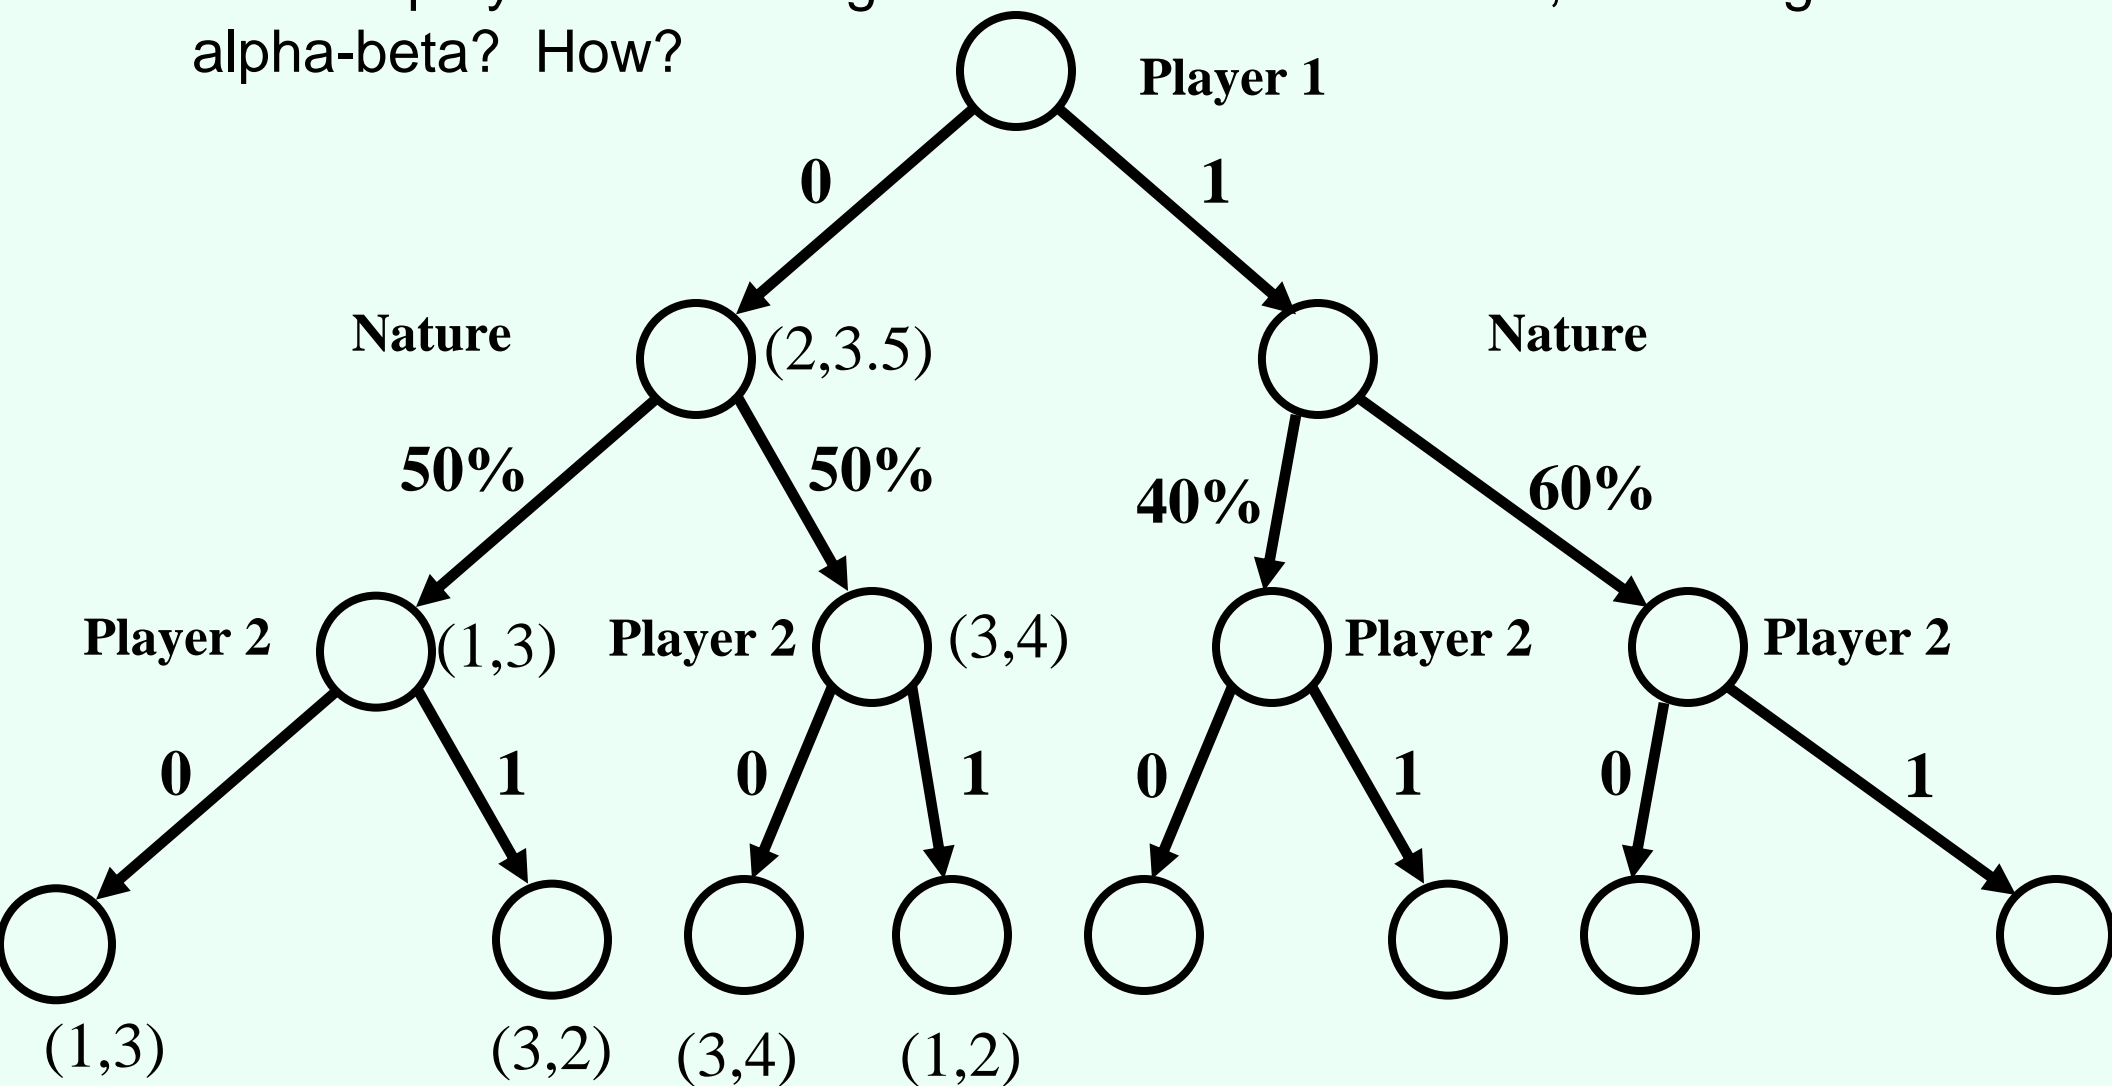 alpha-beta? How?
Player 1
0 1
Nature (2,3.5) Nature
50% 50% 40% 60%
Player 2 (1,3) Player 2 (3,4) Player 2 Player 2
0 1 0 1 0 1 0 1
(1,3) (3,2) (3,4) (1,2)